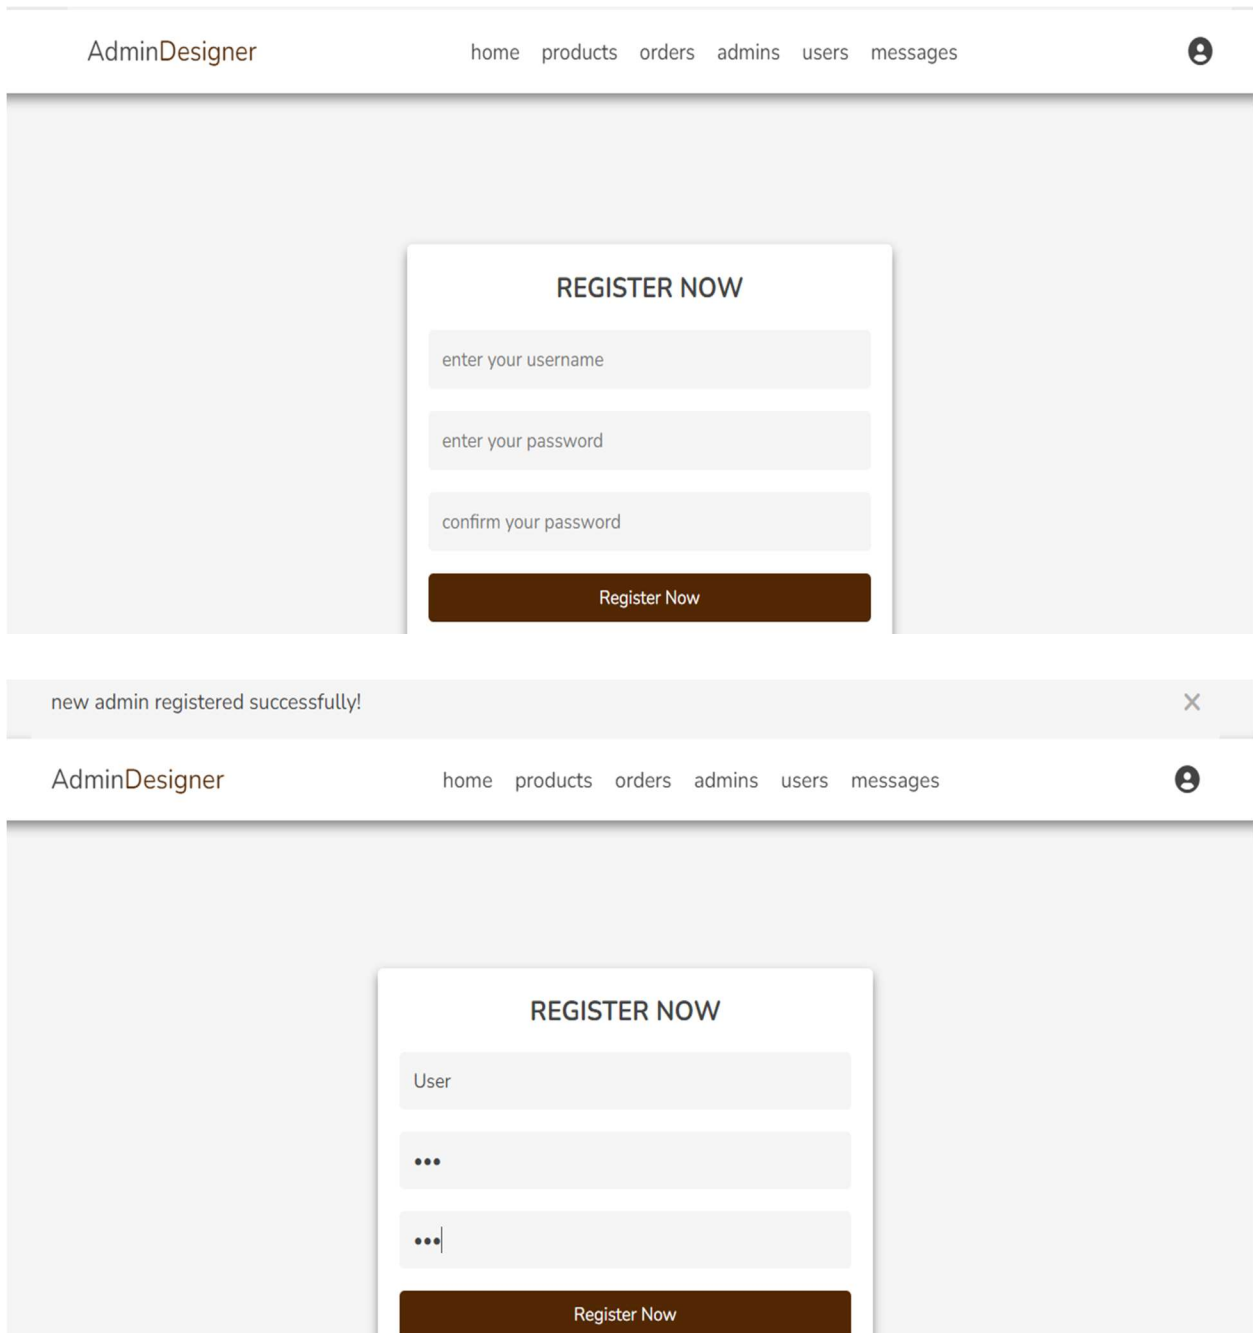 AdminDesigner home products orders admins users messages
REGISTER NOW
enter your username
enter your password
confirm your password
Register Now
new admin registered successfully!
AdminDesigner home products orders admins users messages
REGISTER NOW
User
•••
•••
Register Now